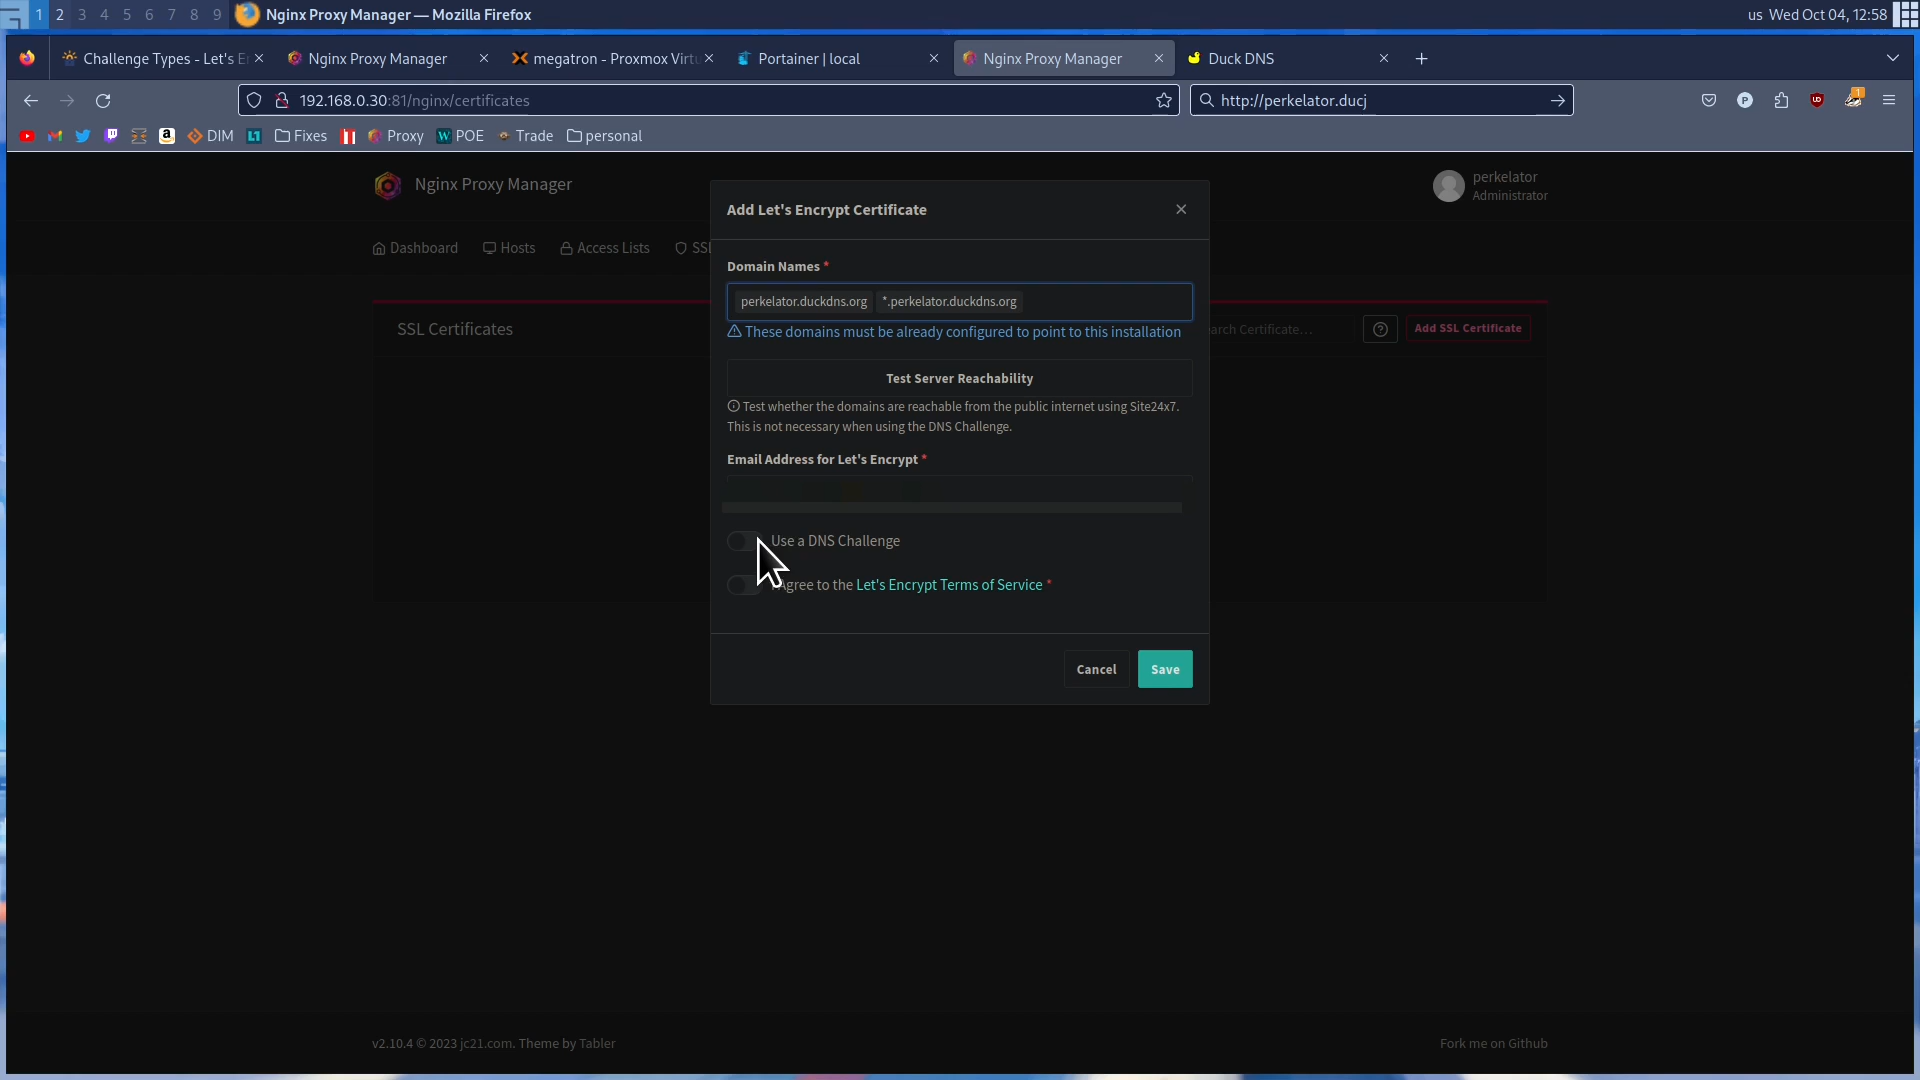 1 2 3 4 5 6 7 8 9 Nginx Proxy Manager — Mozilla Firefox us Wed Oct 04, 12:58
Challenge Types - Let's E Nginx Proxy Manager megatron - Proxmox Virtu Portainer | local Nginx Proxy Manager Duck DNS
192.168.0.30:81/nginx/certificates http://perkelator.ducj
DIM Fixes Proxy POE Trade personal
Nginx Proxy Manager
perkelator
Administrator
Dashboard Hosts Access Lists SSL
SSL Certificates
arch Certificate… Add SSL Certificate
Add Let's Encrypt Certificate
Domain Names *
perkelator.duckdns.org *.perkelator.duckdns.org
These domains must be already configured to point to this installation
Test Server Reachability
Test whether the domains are reachable from the public internet using Site24x7.
This is not necessary when using the DNS Challenge.
Email Address for Let's Encrypt *
Use a DNS Challenge
Agree to the Let's Encrypt Terms of Service *
Cancel Save
v2.10.4 © 2023 jc21.com. Theme by Tabler Fork me on Github